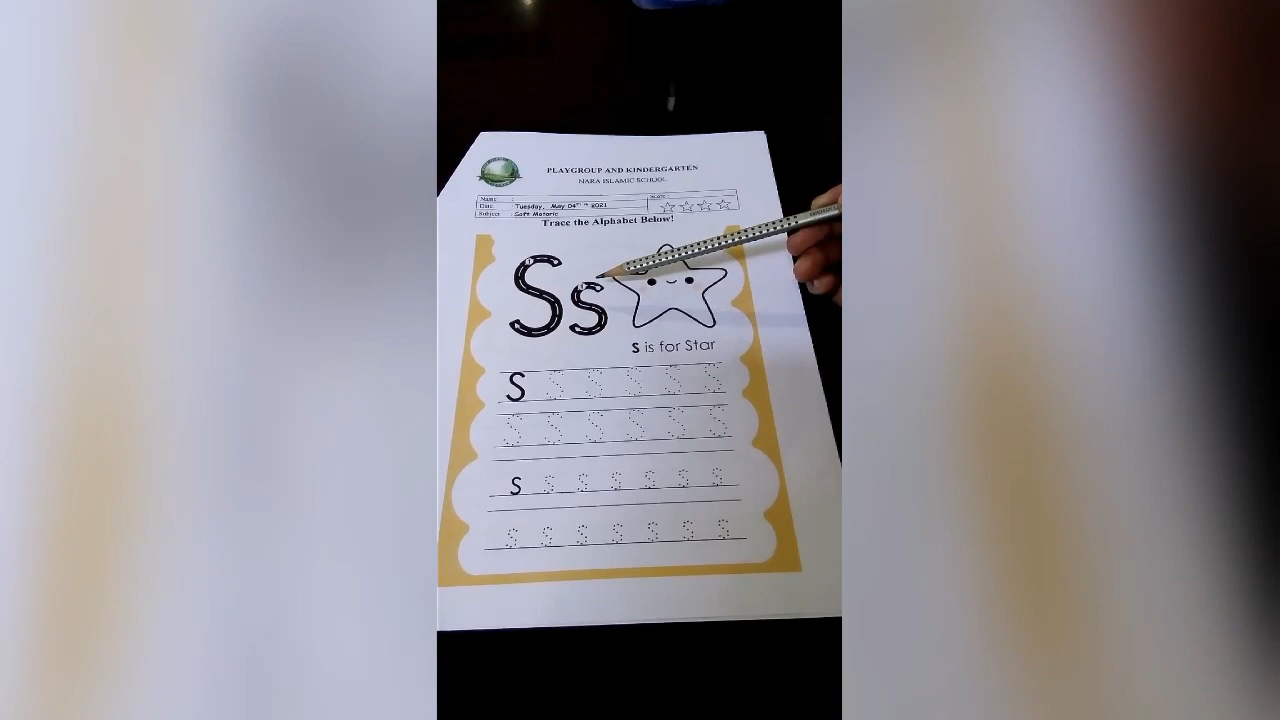 PLAYGROUP AND KINDERGARTEN
NARA ISLAMIC SCHOOL
Name :
Date : Tuesday, May 04th 2021
Subject : Soft Motoric
Trace the Alphabet Below!
Ss
S is for Star
S S S S S S
S S S S S S
s s s s s s s
s s s s s s s